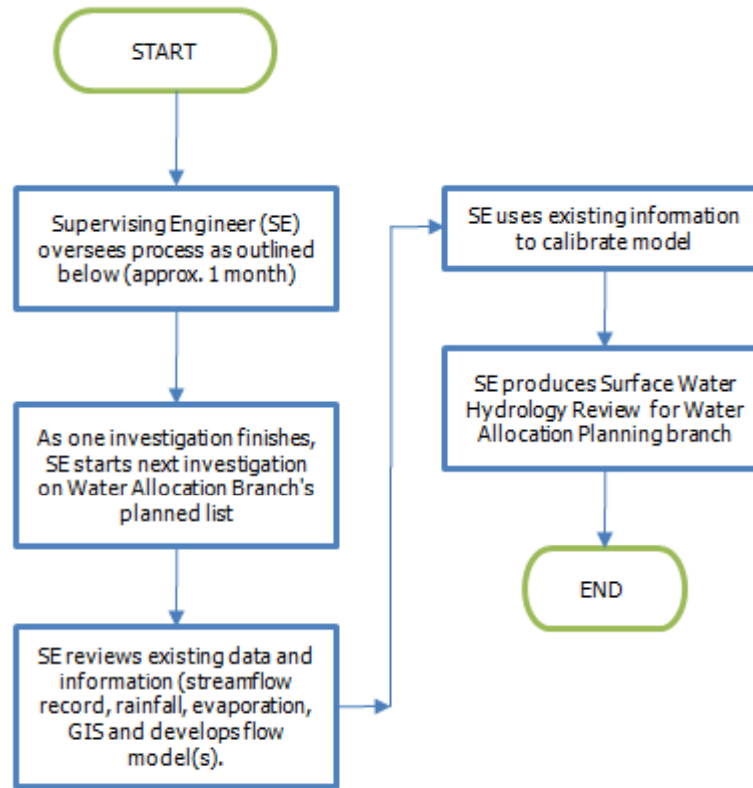 START
Supervising Engineer (SE)
oversees process as outlined
below (approx. 1 month)
As one investigation finishes,
SE starts next investigation
on Water Allocation Branch's
planned list
SE reviews existing data and
information (streamflow
record, rainfall, evaporation,
GIS and develops flow
model(s).
SE uses existing information
to calibrate model
SE produces Surface Water
Hydrology Review for Water
Allocation Planning branch
END